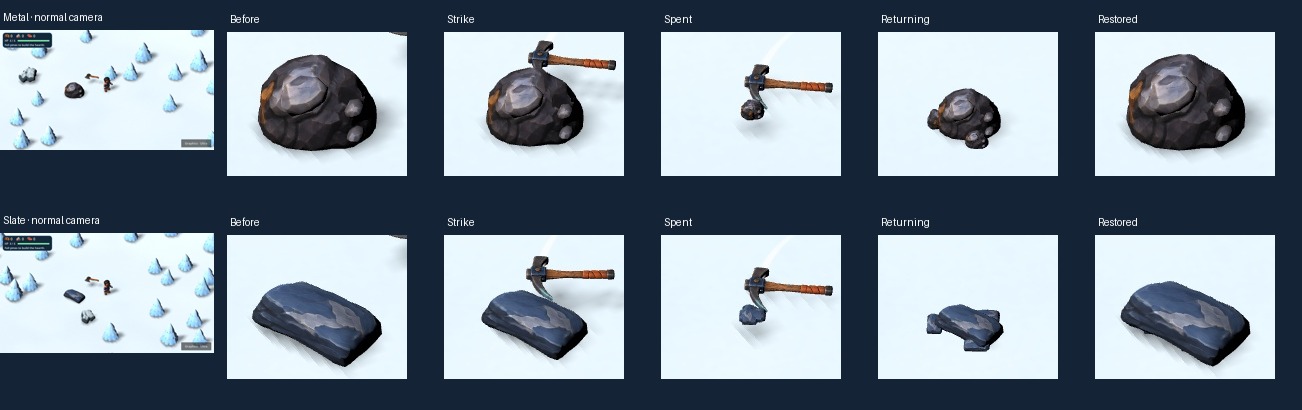 Metal · normal camera
Before
Strike
Spent
Returning
Restored
Slate · normal camera
Before
Strike
Spent
Returning
Restored